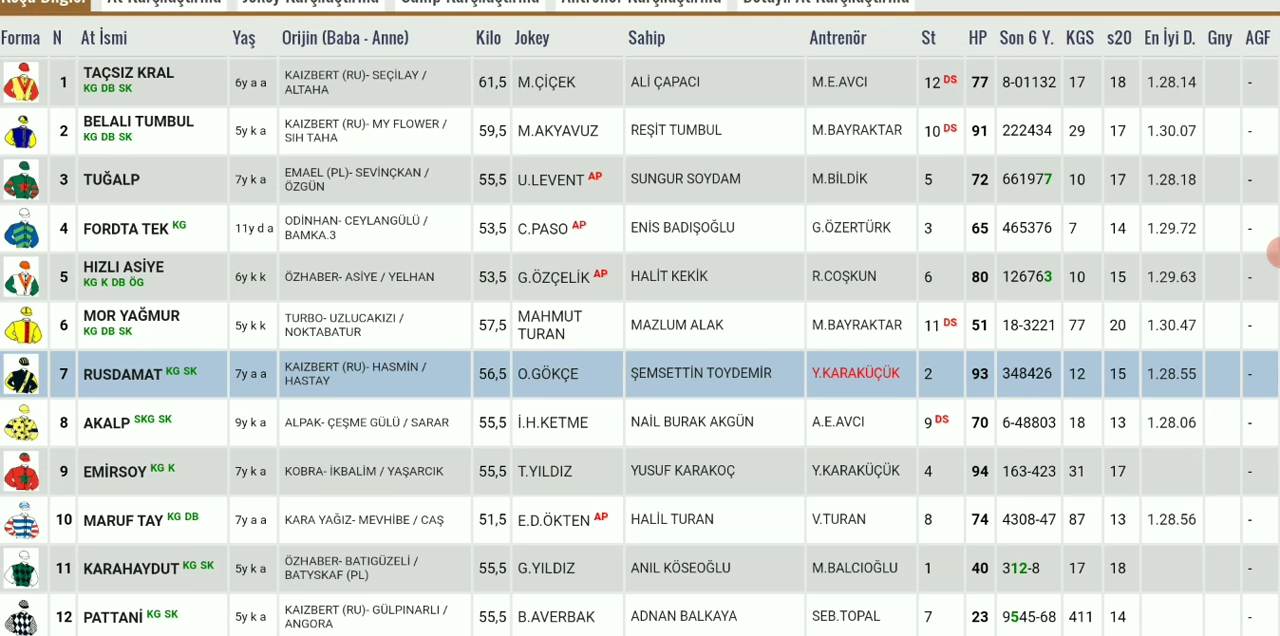 Koşu Bilgisi At Karşılaştırma Jokey Karşılaştırma Sahip Karşılaştırma Antrenör Karşılaştırma Detaylı At Karşılaştırma
Forma N At İsmi Yaş Orijin (Baba - Anne) Kilo Jokey Sahip Antrenör St HP Son 6 Y. KGS s20 En İyi D. Gny AGF
1 TAÇSIZ KRAL KG DB SK 6y a a KAIZBERT (RU)- SEÇİLAY / ALTAHA 61,5 M.ÇİÇEK ALİ ÇAPACI M.E.AVCI 12 DS 77 8-01132 17 18 1.28.14 -
2 BELALI TUMBUL KG DB SK 5y k a KAIZBERT (RU)- MY FLOWER / SIH TAHA 59,5 M.AKYAVUZ REŞİT TUMBUL M.BAYRAKTAR 10 DS 91 222434 29 17 1.30.07 -
3 TUĞALP 7y k a EMAEL (PL)- SEVİNÇKAN / ÖZGÜN 55,5 U.LEVENT AP SUNGUR SOYDAM M.BİLDİK 5 72 661977 10 17 1.28.18 -
4 FORDTA TEK KG 11y d a ODİNHAN- CEYLANGÜLÜ / BAMKA.3 53,5 C.PASO AP ENİS BADIŞOĞLU G.ÖZERTÜRK 3 65 465376 7 14 1.29.72 -
5 HIZLI ASİYE KG K DB ÖG 6y k k ÖZHABER- ASİYE / YELHAN 53,5 G.ÖZÇELİK AP HALİT KEKİK R.COŞKUN 6 80 126763 10 15 1.29.63 -
6 MOR YAĞMUR KG DB SK 5y k k TURBO- UZLUCAKIZI / NOKTABATUR 57,5 MAHMUT TURAN MAZLUM ALAK M.BAYRAKTAR 11 DS 51 18-3221 77 20 1.30.47 -
7 RUSDAMAT KG SK 7y a a KAIZBERT (RU)- HASMİN / HASTAY 56,5 O.GÖKÇE ŞEMSETTİN TOYDEMİR Y.KARAKÜÇÜK 2 93 348426 12 15 1.28.55 -
8 AKALP SKG SK 9y k a ALPAK- ÇEŞME GÜLÜ / SARAR 55,5 İ.H.KETME NAİL BURAK AKGÜN A.E.AVCI 9 DS 70 6-48803 18 13 1.28.06 -
9 EMİRSOY KG K 7y k a KOBRA- İKBALİM / YAŞARCIK 55,5 T.YILDIZ YUSUF KARAKOÇ Y.KARAKÜÇÜK 4 94 163-423 31 17 -
10 MARUF TAY KG DB 7y a a KARA YAĞIZ- MEVHİBE / CAŞ 51,5 E.D.ÖKTEN AP HALİL TURAN V.TURAN 8 74 4308-47 87 13 1.28.56 -
11 KARAHAYDUT KG SK 5y k a ÖZHABER- BATIGÜZELİ / BATYSKAF (PL) 55,5 G.YILDIZ ANIL KÖSEOĞLU M.BALCIOĞLU 1 40 312-8 17 18 -
12 PATTANİ KG SK 5y k a KAIZBERT (RU)- GÜLPINARLI / ANGORA 55,5 B.AVERBAK ADNAN BALKAYA SEB.TOPAL 7 23 9545-68 411 14 -